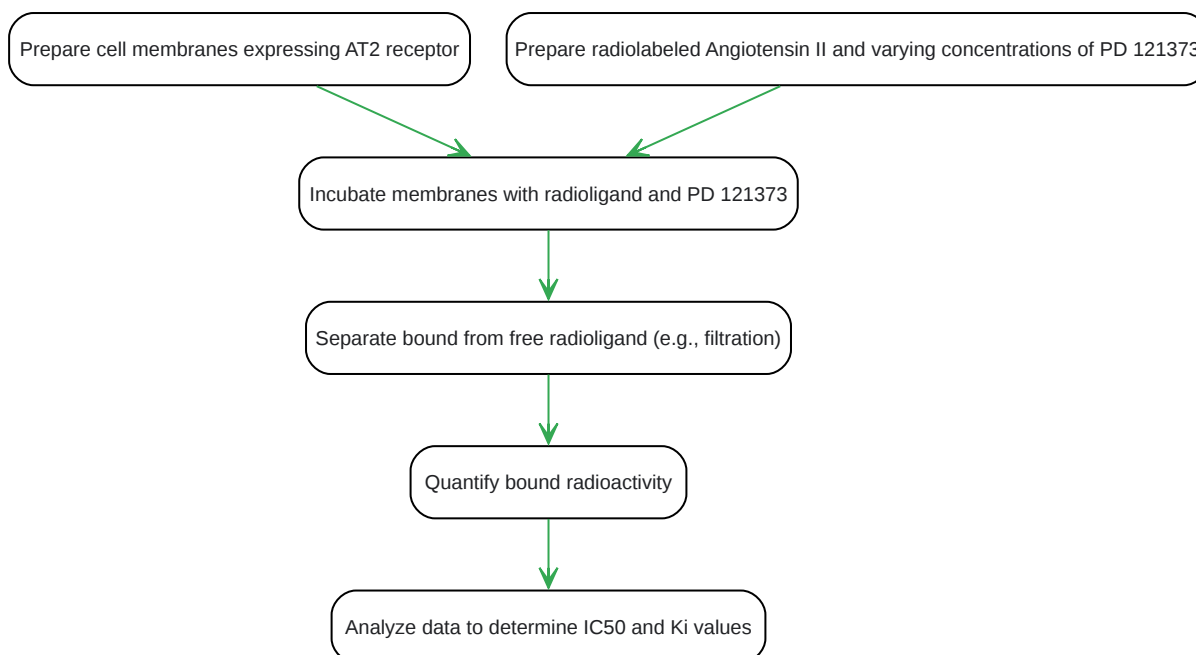 Prepare cell membranes expressing AT2 receptor
Prepare radiolabeled Angiotensin II and varying concentrations of PD 121373
Incubate membranes with radioligand and PD 121373
Separate bound from free radioligand (e.g., filtration)
Quantify bound radioactivity
Analyze data to determine IC50 and Ki values